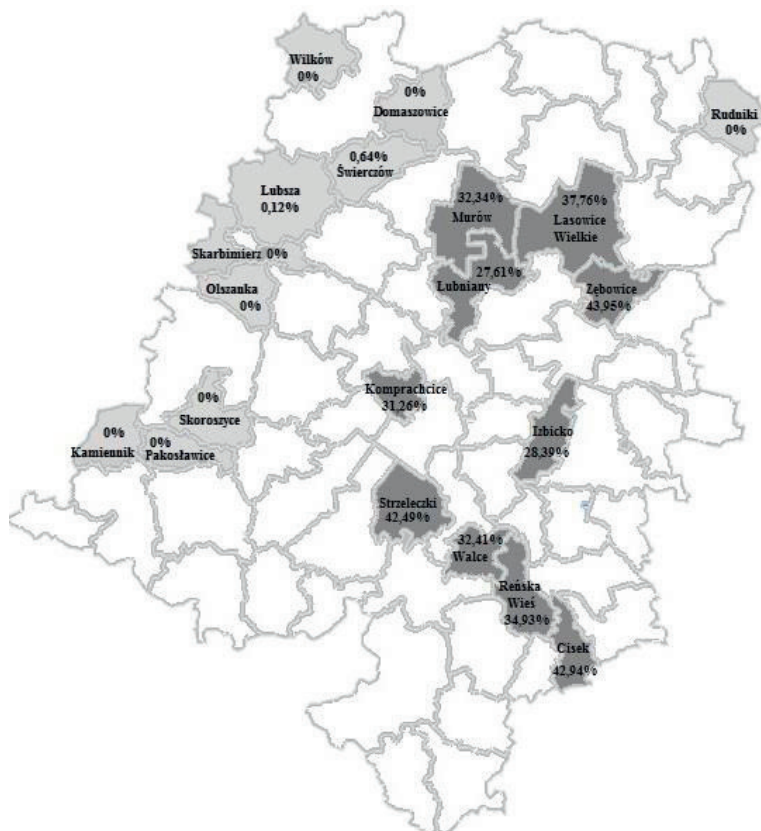 Wilków
0%
0%
Domaszowice
Rudniki
0%
0,64%
Świerczów
Lubsza
0,12%
32,34%
Murów
37,76%
Lasowice
Wielkie
Skarbimierz 0%
27,61%
Lubniany
Olszanka
0%
Zębowice
43,95%
Komprachcice
31,26%
0%
Skoroszyce
0%
Kamiennik
0%
Pakosławice
Izbicko
28,39%
Strzeleczki
42,49%
32,41%
Walce
Reńska
Wieś
34,93%
Cisek
42,94%